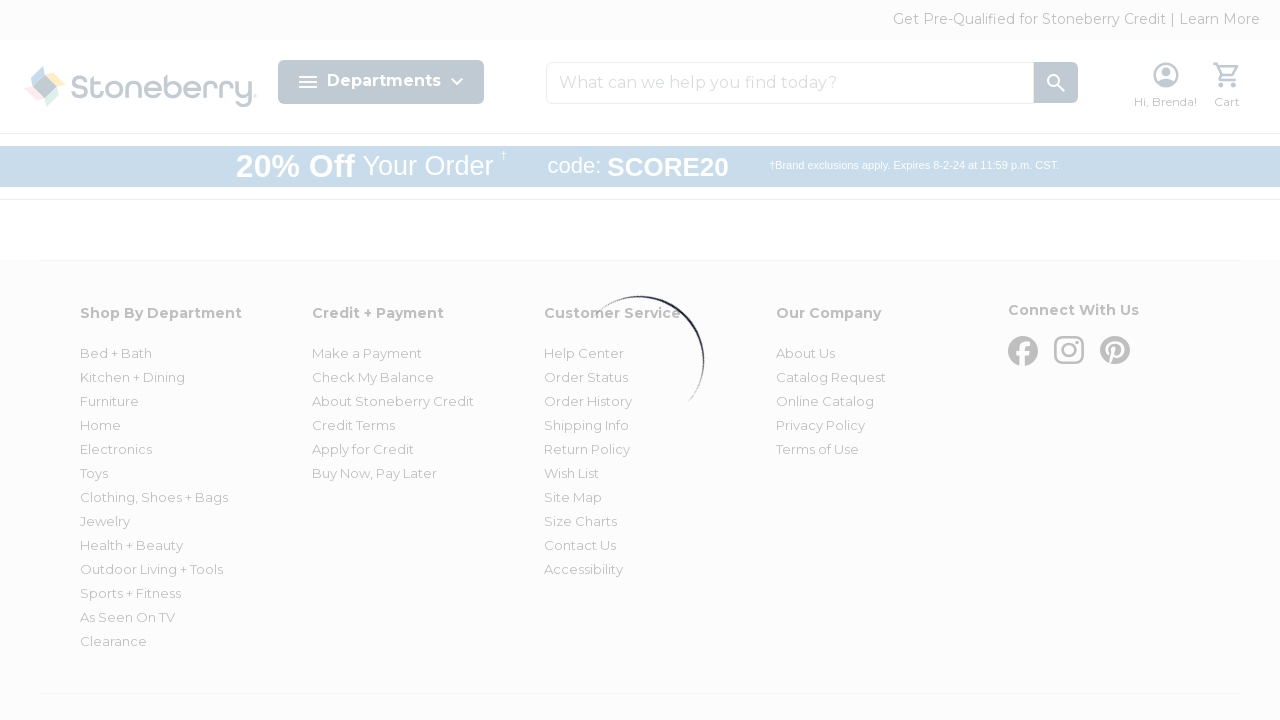 Get Pre-Qualified for Stoneberry Credit | Learn More
Stoneberry
Departments
What can we help you find today?
Hi, Brenda!
Cart
20% Off Your Order † code: SCORE20 †Brand exclusions apply. Expires 8-2-24 at 11:59 p.m. CST.
Shop By Department
Bed + Bath
Kitchen + Dining
Furniture
Home
Electronics
Toys
Clothing, Shoes + Bags
Jewelry
Health + Beauty
Outdoor Living + Tools
Sports + Fitness
As Seen On TV
Clearance
Credit + Payment
Make a Payment
Check My Balance
About Stoneberry Credit
Credit Terms
Apply for Credit
Buy Now, Pay Later
Customer Service
Help Center
Order Status
Order History
Shipping Info
Return Policy
Wish List
Site Map
Size Charts
Contact Us
Accessibility
Our Company
About Us
Catalog Request
Online Catalog
Privacy Policy
Terms of Use
Connect With Us